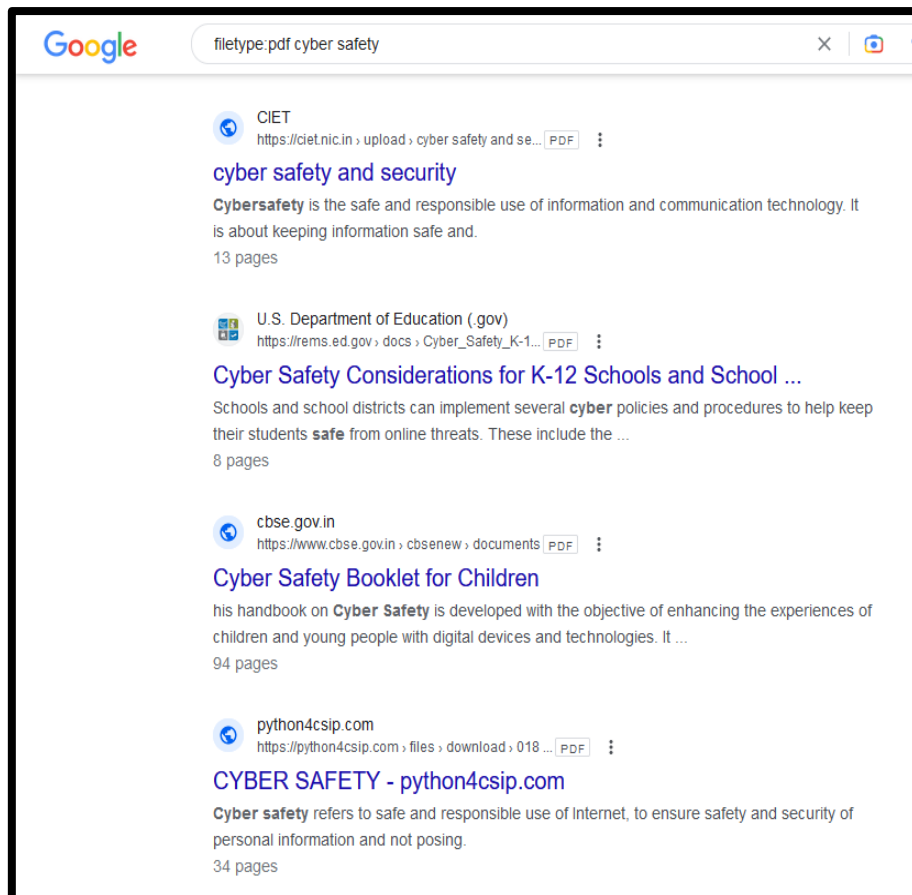 Google
filetype:pdf cyber safety
CIET
https://ciet.nic.in › upload › cyber safety and se... PDF
cyber safety and security
Cybersafety is the safe and responsible use of information and communication technology. It
is about keeping information safe and.
13 pages
U.S. Department of Education (.gov)
https://rems.ed.gov › docs › Cyber_Safety_K-1... PDF
Cyber Safety Considerations for K-12 Schools and School ...
Schools and school districts can implement several cyber policies and procedures to help keep
their students safe from online threats. These include the ...
8 pages
cbse.gov.in
https://www.cbse.gov.in › cbsenew › documents PDF
Cyber Safety Booklet for Children
his handbook on Cyber Safety is developed with the objective of enhancing the experiences of
children and young people with digital devices and technologies. It ...
94 pages
python4csip.com
https://python4csip.com › files › download › 018 ... PDF
CYBER SAFETY - python4csip.com
Cyber safety refers to safe and responsible use of Internet, to ensure safety and security of
personal information and not posing.
34 pages